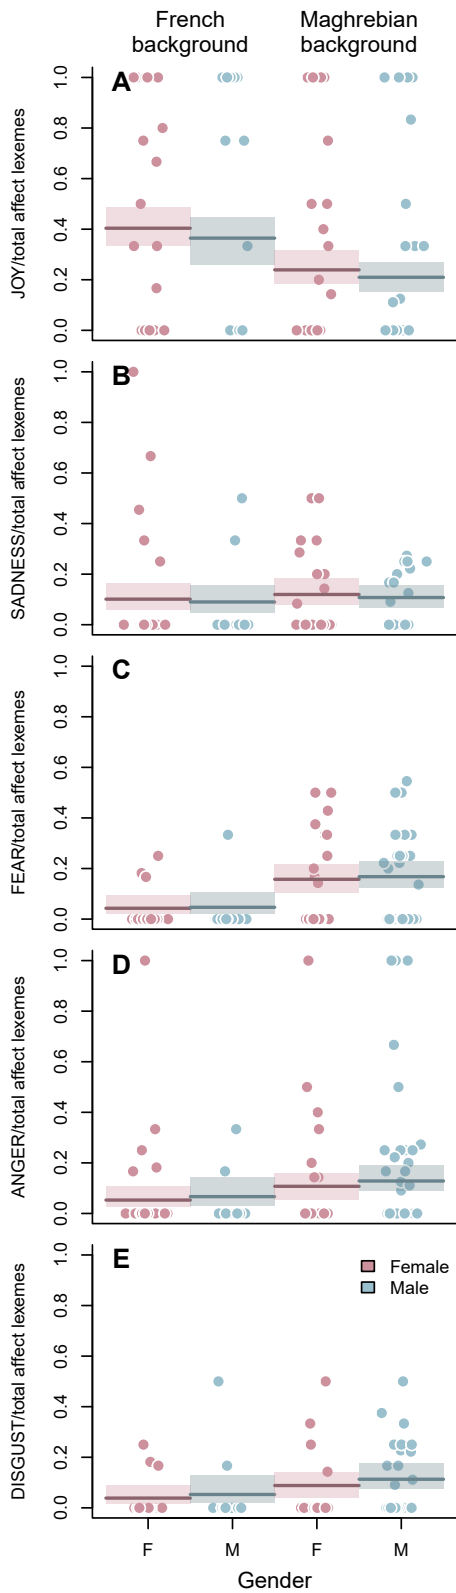 French background
Maghrebian background
A
JOY/total affect lexemes
1.0
0.8
0.6
0.4
0.2
0.0
B
SADNESS/total affect lexemes
1.0
0.8
0.6
0.4
0.2
0.0
C
FEAR/total affect lexemes
1.0
0.8
0.6
0.4
0.2
0.0
D
ANGER/total affect lexemes
1.0
0.8
0.6
0.4
0.2
0.0
E
Female
Male
DISGUST/total affect lexemes
1.0
0.8
0.6
0.4
0.2
0.0
F M F M
Gender